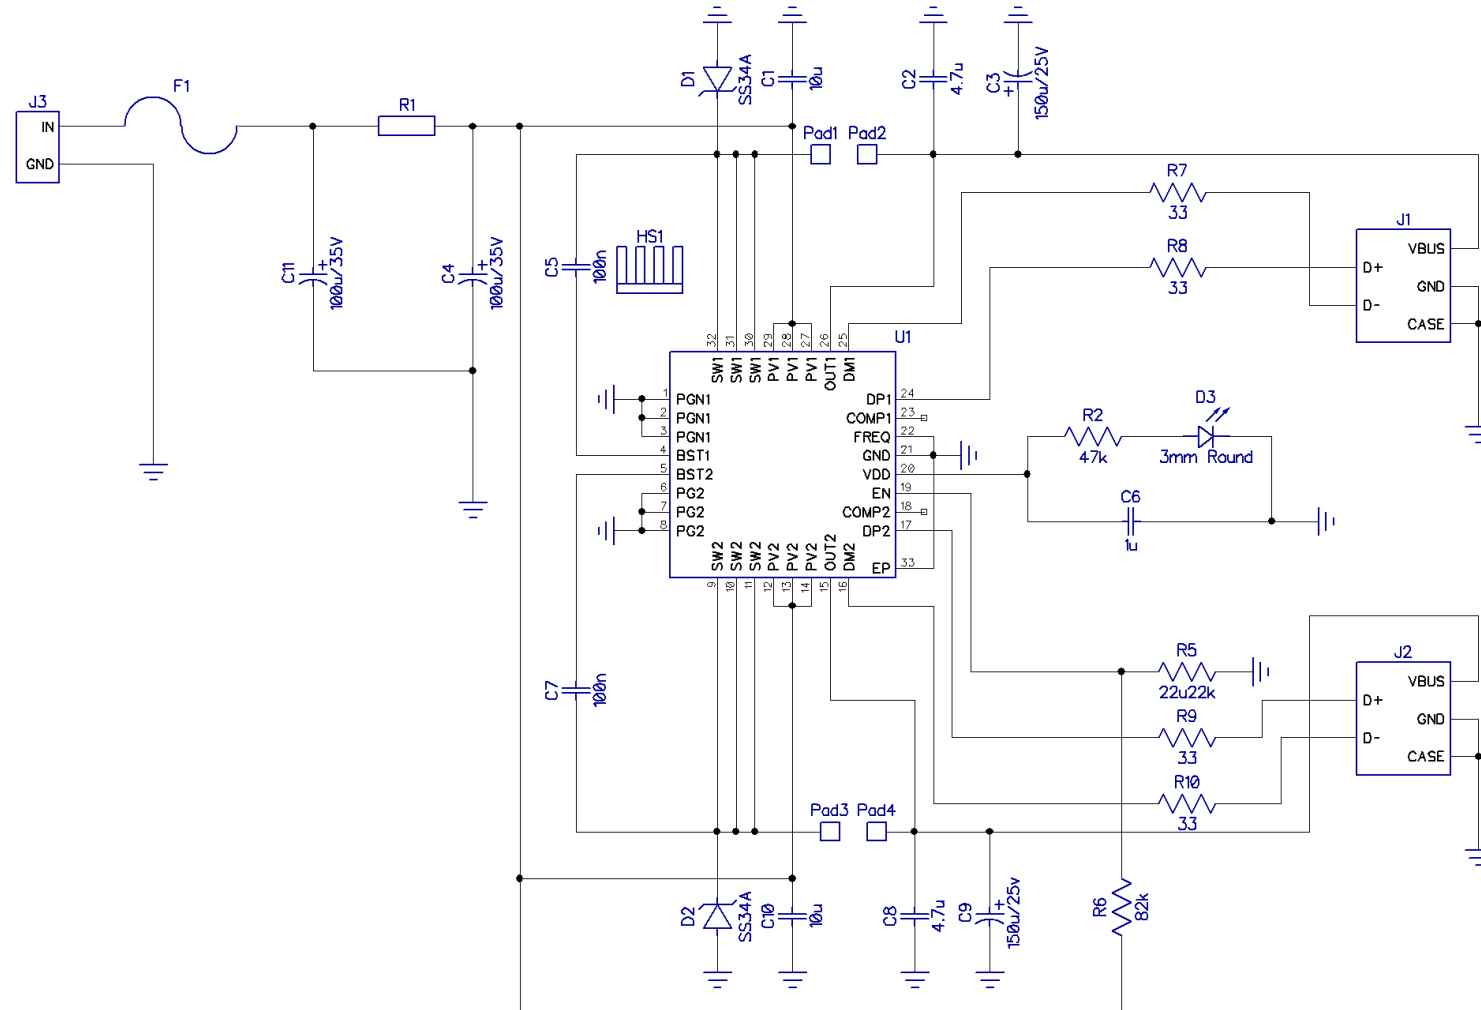 J3
IN
GND
F1
R1
C11
100u/35V
C4
100u/35V
D1
SS34A
C1
10u
C2
4.7u
C3
150u/25V
Pad1
Pad2
C5
100n
HS1
R7
33
R8
33
J1
VBUS
D+
GND
D-
CASE
U1
32
31
30
29
28
27
26
25
SW1
SW1
SW1
PV1
PV1
PV1
OUT1
DM1
1
PGN1
2
PGN1
3
PGN1
4
BST1
5
BST2
6
PG2
7
PG2
8
PG2
DP1
24
COMP1
23
FREQ
22
GND
21
VDD
20
EN
19
COMP2
18
DP2
17
EP
33
SW2
SW2
SW2
PV2
PV2
PV2
OUT2
DM2
9
10
11
12
13
14
15
16
R2
47k
D3
3mm Round
C6
1u
C7
100n
R5
22u22k
R9
33
R10
33
J2
VBUS
D+
GND
D-
CASE
Pad3
Pad4
D2
SS34A
C10
10u
C8
4.7u
C9
150u/25v
R6
82k